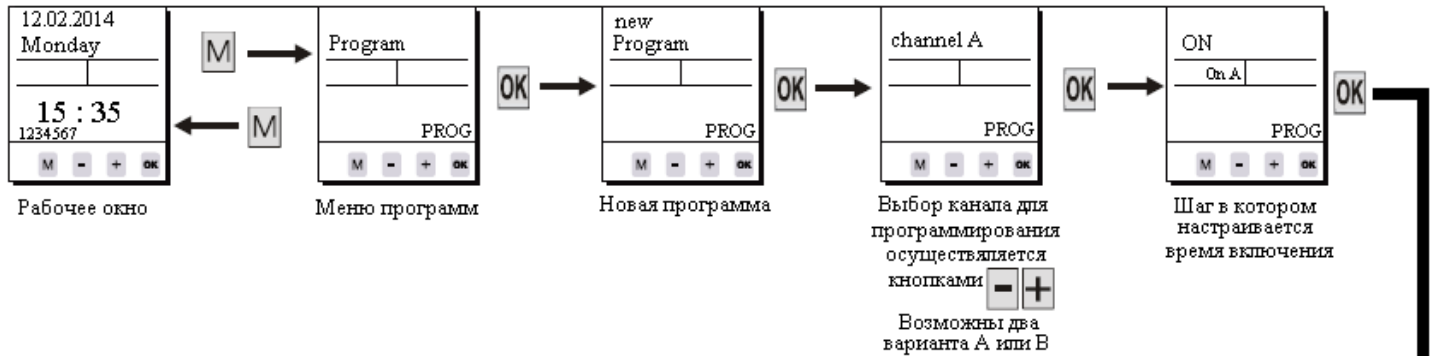 12.02.2014
Monday
15 : 35
1234567
M - + OK
Рабочее окно
M
M
Program
PROG
M - + OK
Меню программ
OK
new
Program
PROG
M - + OK
Новая программа
OK
channel A
PROG
M - + OK
Выбор канала для
программирования
осуществяляется
кнопками - +
Возможны два
варианта А или В
OK
ON
On A
PROG
M - + OK
Шаг в котором
настраивается
время включения
OK